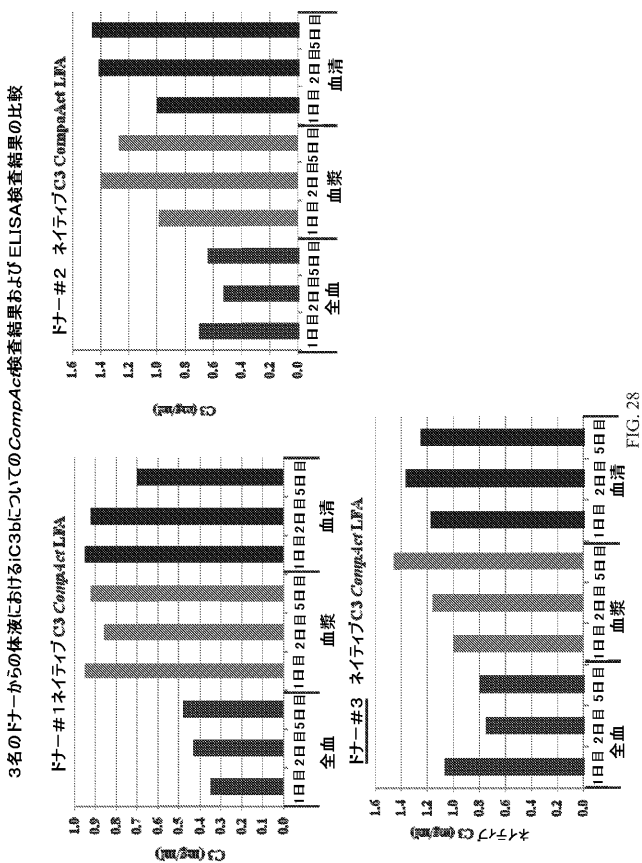 3名のドナーからの体液におけるiC3bについてのCompAct検査結果およびELISA検査結果の比較
ドナー#1ネイティブC3 CompAct LFA
C3 (mg/ml)
1.0
0.9
0.8
0.7
0.6
0.5
0.4
0.3
0.2
0.1
0.0
1日目 2日目 5日目 1日目 2日目 5日目 1日目 2日目 5日目
全血 血漿 血清
ドナー#2 ネイティブC3 CompaAct LFA
C3 (mg/ml)
1.6
1.4
1.2
1.0
0.8
0.6
0.4
0.2
0.0
1日目 2日目 5日目 1日目 2日目 5日目 1日目 2日目 5日目
全血 血漿 血清
ドナー#3 ネイティブC3 CompAct LFA
ネイティブ
C3 (mg/ml)
1.6
1.4
1.2
1.0
0.8
0.6
0.4
0.2
0.0
1日目 2日目 5日目 1日目 2日目 5日目 1日目 2日目 5日目
全血 血漿 血清
FIG. 28